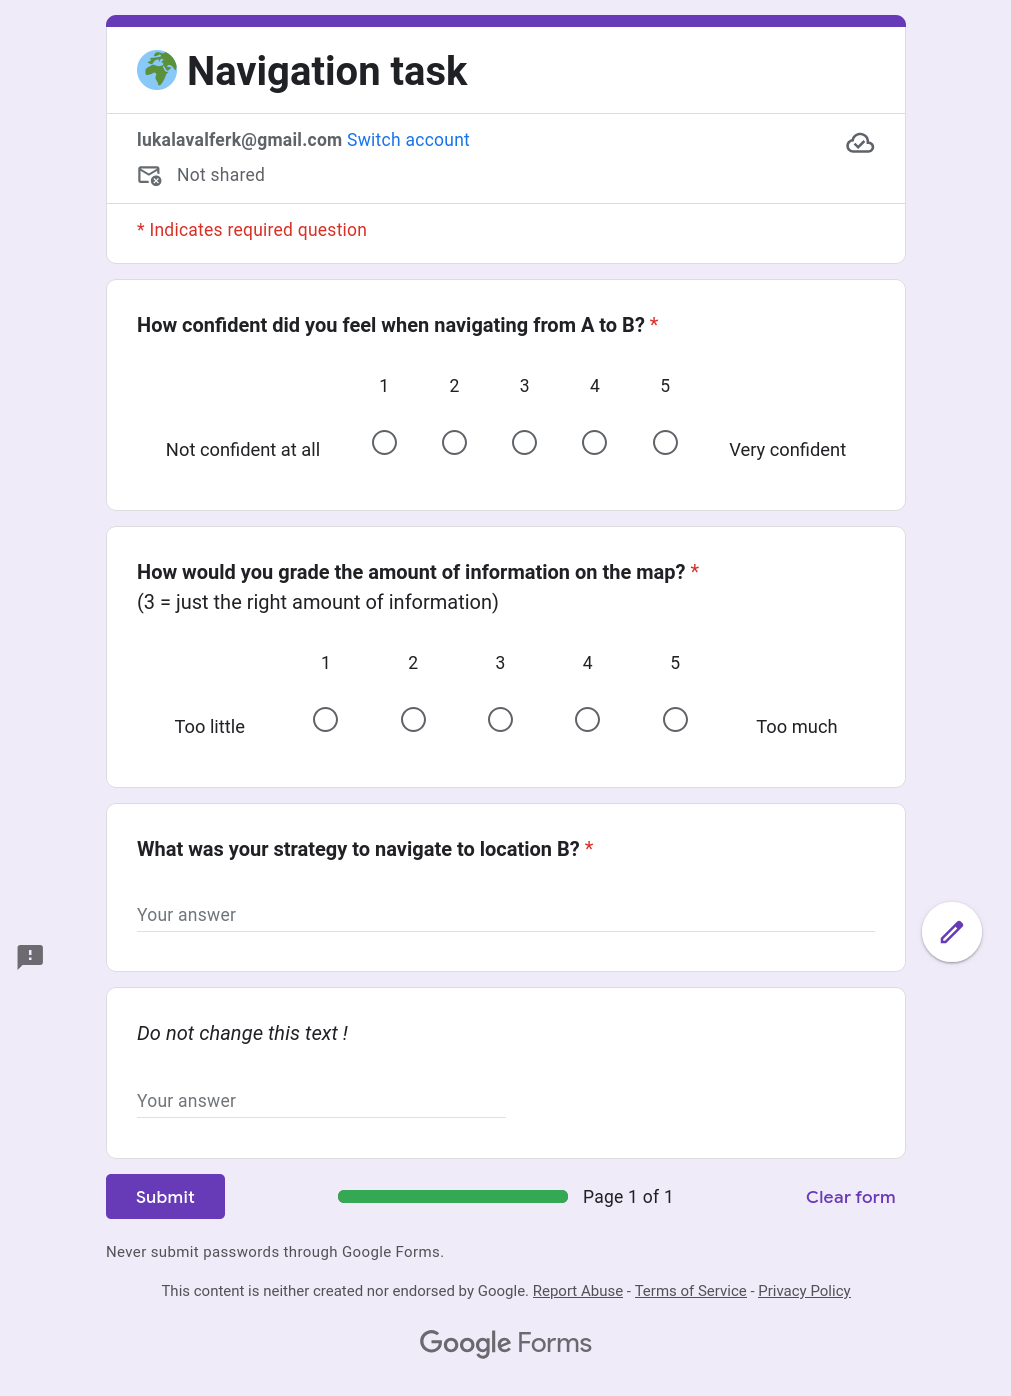 Navigation task
lukalavalferk@gmail.com Switch account
Not shared
* Indicates required question
How confident did you feel when navigating from A to B? *
1 2 3 4 5
Not confident at all Very confident
How would you grade the amount of information on the map? *
(3 = just the right amount of information)
1 2 3 4 5
Too little Too much
What was your strategy to navigate to location B? *
Your answer
Do not change this text !
Your answer
Submit Page 1 of 1 Clear form
Never submit passwords through Google Forms.
This content is neither created nor endorsed by Google. Report Abuse - Terms of Service - Privacy Policy
Google Forms